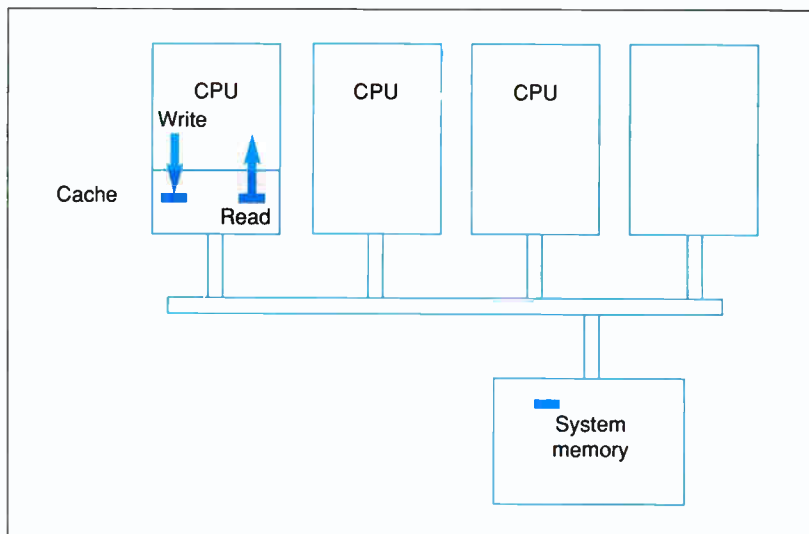 CPU
CPU
CPU
Write
Cache
Read
System
memory